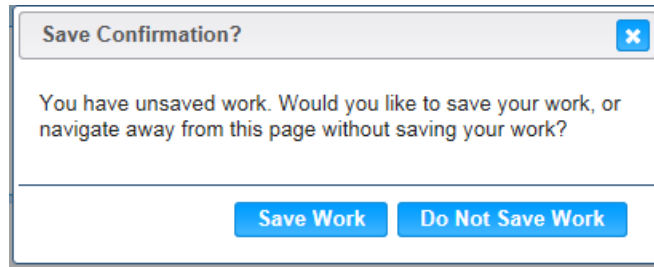 Save Confirmation?
You have unsaved work. Would you like to save your work, or
navigate away from this page without saving your work?
Save Work Do Not Save Work